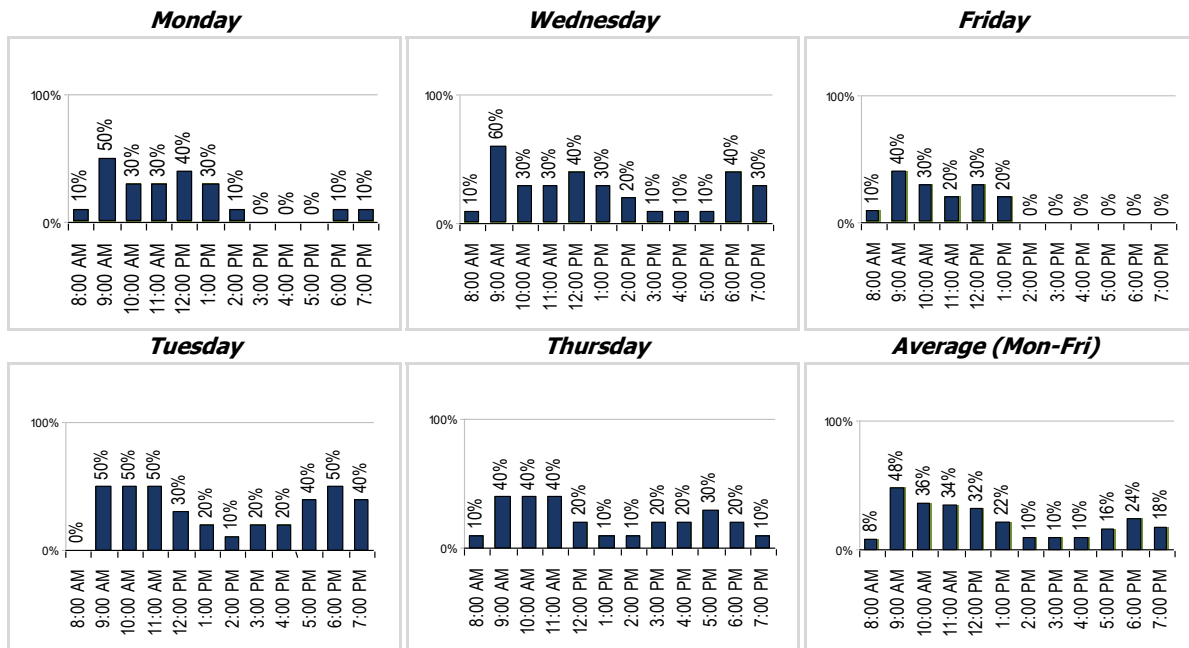 Monday
100%
0%
10% 50% 30% 30% 40% 30% 10% 0% 0% 0% 10% 10%
8:00 AM 9:00 AM 10:00 AM 11:00 AM 12:00 PM 1:00 PM 2:00 PM 3:00 PM 4:00 PM 5:00 PM 6:00 PM 7:00 PM
Wednesday
100%
0%
10% 60% 30% 30% 40% 30% 20% 10% 10% 10% 40% 30%
8:00 AM 9:00 AM 10:00 AM 11:00 AM 12:00 PM 1:00 PM 2:00 PM 3:00 PM 4:00 PM 5:00 PM 6:00 PM 7:00 PM
Friday
100%
0%
10% 40% 30% 20% 30% 20% 0% 0% 0% 0% 0% 0%
8:00 AM 9:00 AM 10:00 AM 11:00 AM 12:00 PM 1:00 PM 2:00 PM 3:00 PM 4:00 PM 5:00 PM 6:00 PM 7:00 PM
Tuesday
100%
0%
0% 50% 50% 50% 30% 20% 10% 20% 20% 40% 50% 40%
8:00 AM 9:00 AM 10:00 AM 11:00 AM 12:00 PM 1:00 PM 2:00 PM 3:00 PM 4:00 PM 5:00 PM 6:00 PM 7:00 PM
Thursday
100%
0%
10% 40% 40% 40% 20% 10% 10% 20% 20% 30% 20% 10%
8:00 AM 9:00 AM 10:00 AM 11:00 AM 12:00 PM 1:00 PM 2:00 PM 3:00 PM 4:00 PM 5:00 PM 6:00 PM 7:00 PM
Average (Mon-Fri)
100%
0%
8% 48% 36% 34% 32% 22% 10% 10% 10% 16% 24% 18%
8:00 AM 9:00 AM 10:00 AM 11:00 AM 12:00 PM 1:00 PM 2:00 PM 3:00 PM 4:00 PM 5:00 PM 6:00 PM 7:00 PM